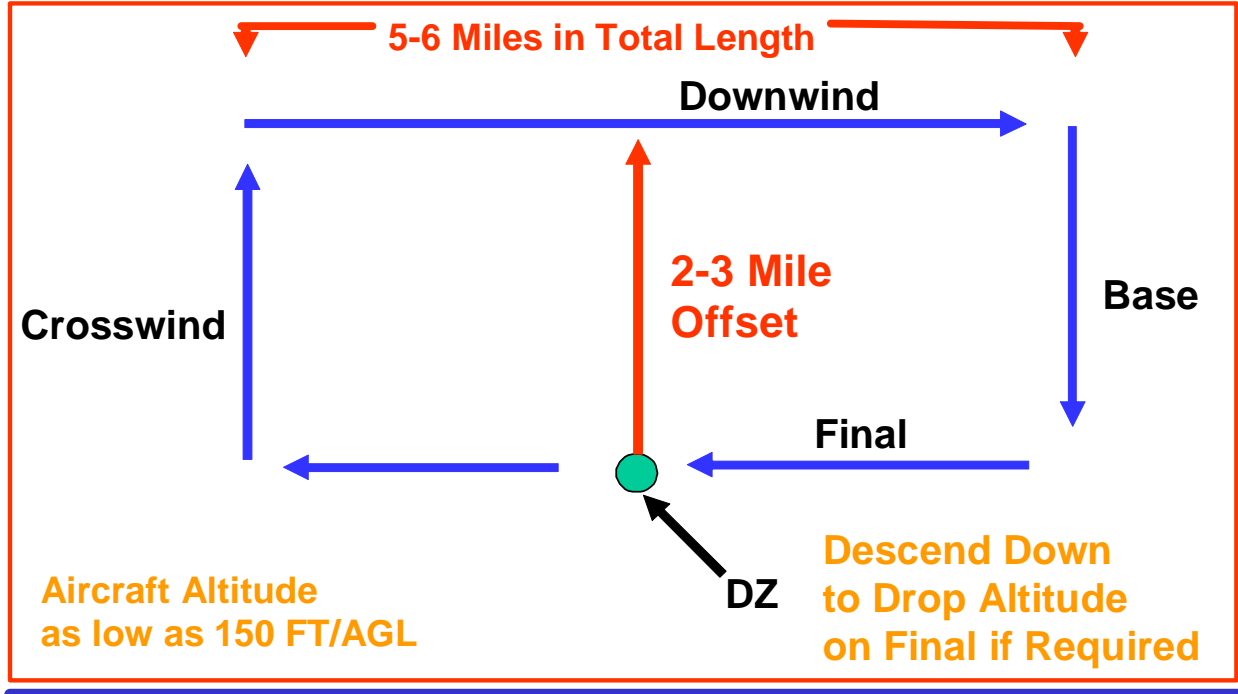 5-6 Miles in Total Length
Downwind
2-3 Mile
Offset
Base
Crosswind
Final
DZ
Aircraft Altitude
as low as 150 FT/AGL
Descend Down
to Drop Altitude
on Final if Required